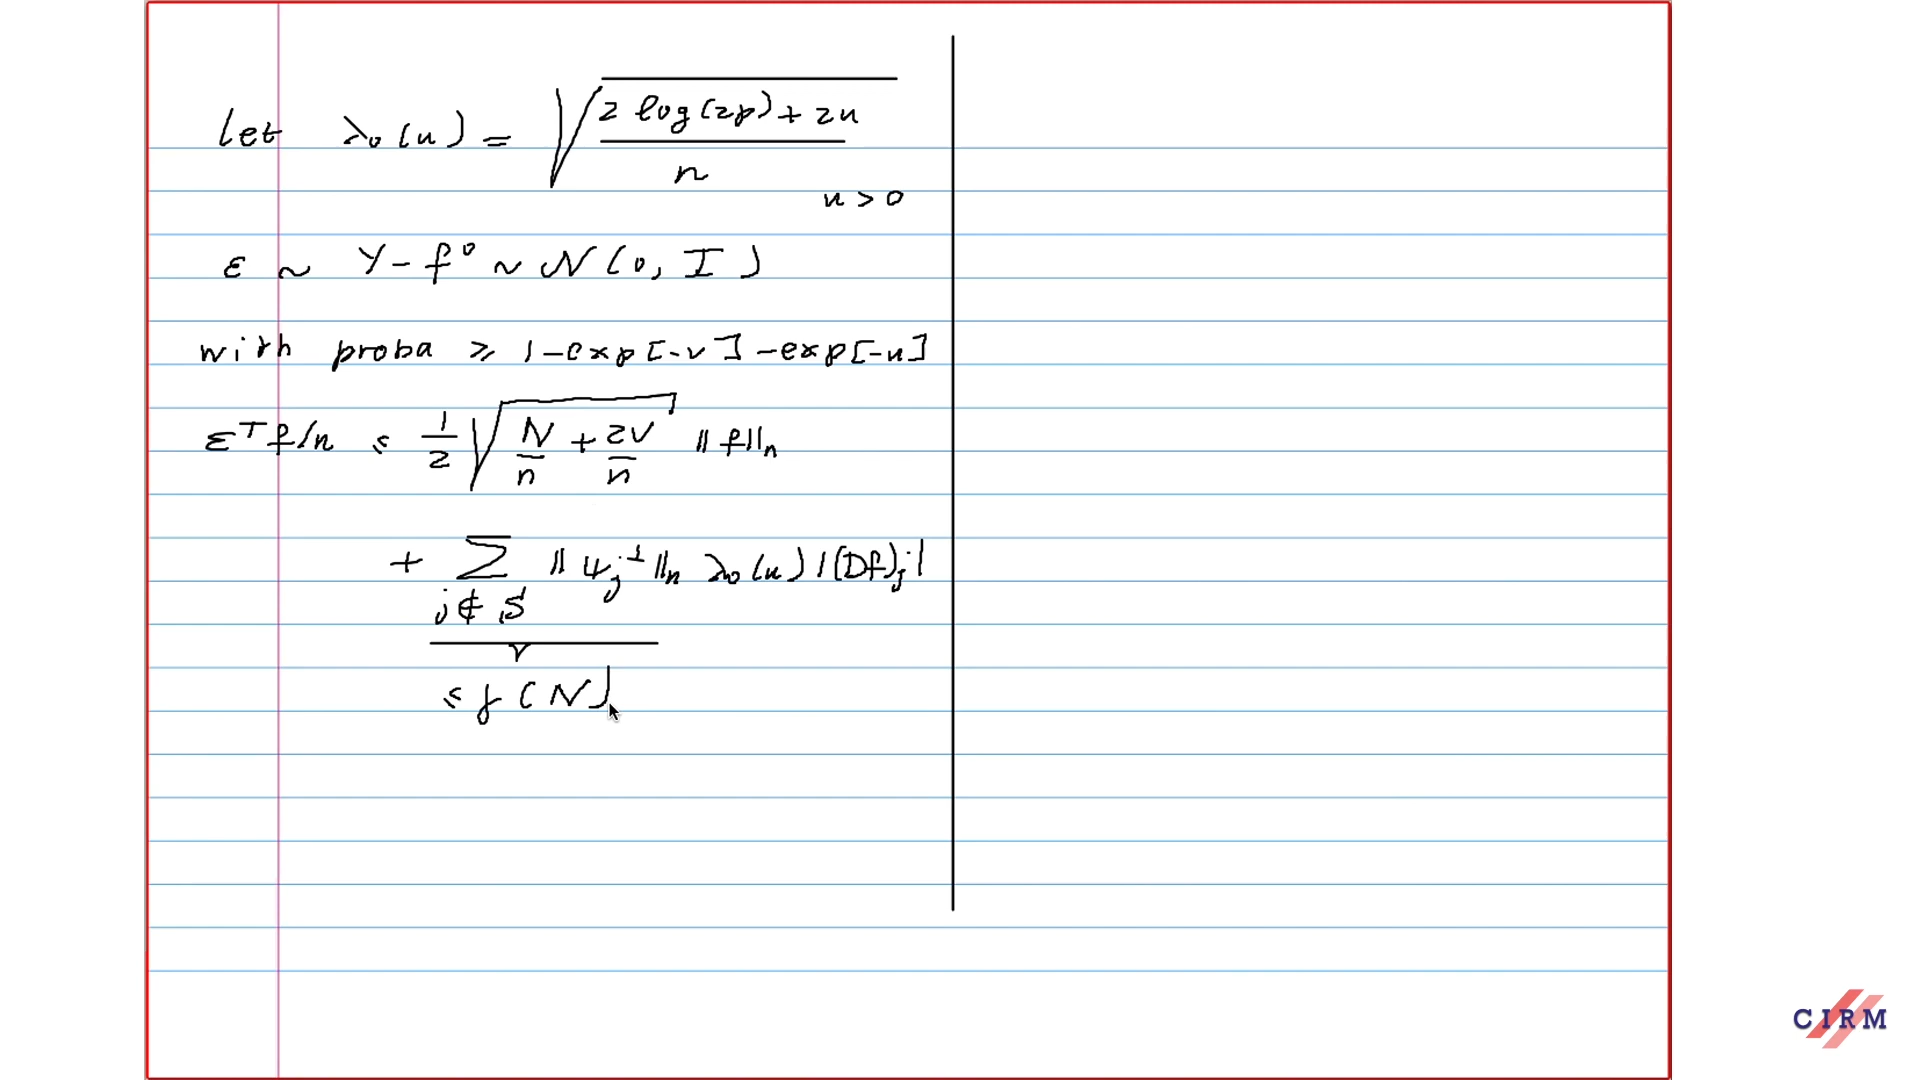 let λ₀(u) = √((2 log(2p) + 2u)/n)
u > 0
ε ~ Y - f⁰ ~ N(0, I)
with proba ≥ 1 - exp[-v] - exp[-u]
εᵀf/n ≤ 1/2 √(N/n + 2v/n) ‖f‖ₙ
+ Σ_{j∉S} ‖ψⱼ^⊥‖ₙ λ₀(u) |(Df)ⱼ|
CIRM